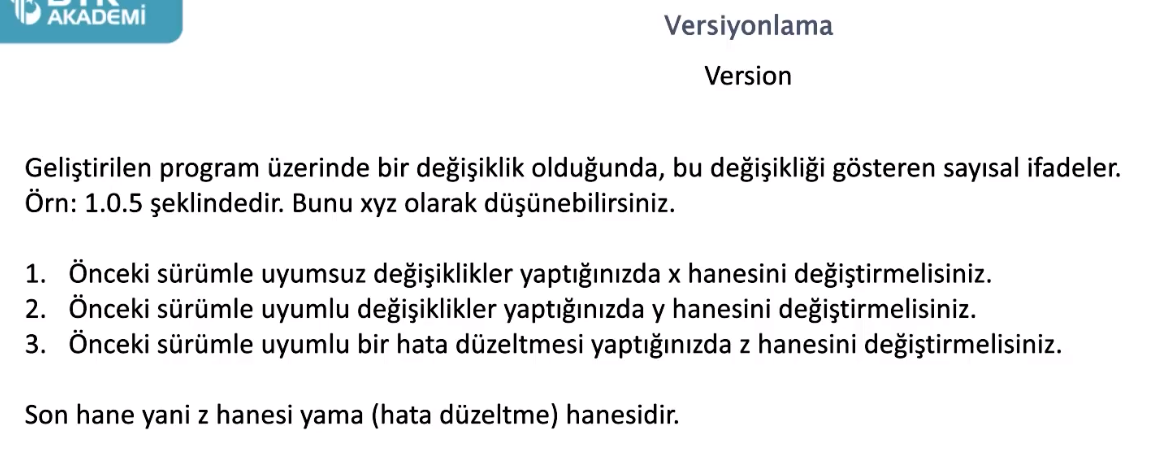 AKADEMİ
Versiyonlama
Version
Geliştirilen program üzerinde bir değişiklik olduğunda, bu değişikliği gösteren sayısal ifadeler.
Örn: 1.0.5 şeklindedir. Bunu xyz olarak düşünebilirsiniz.
1. Önceki sürümle uyumsuz değişiklikler yaptığınızda x hanesini değiştirmelisiniz.
2. Önceki sürümle uyumlu değişiklikler yaptığınızda y hanesini değiştirmelisiniz.
3. Önceki sürümle uyumlu bir hata düzeltmesi yaptığınızda z hanesini değiştirmelisiniz.
Son hane yani z hanesi yama (hata düzeltme) hanesidir.